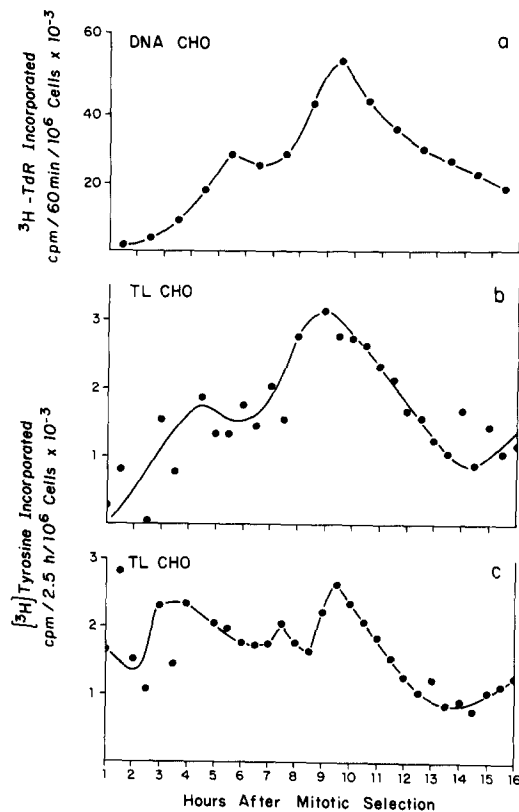 DNA CHO
a
60
40
20
³H-TdR Incorporated
cpm/60min/10⁶ Cells x 10⁻³
TL CHO
b
3
2
1
TL CHO
c
3
2
1
[³H]Tyrosine Incorporated
cpm/2.5 h/10⁶ Cells x 10⁻³
1 2 3 4 5 6 7 8 9 10 11 12 13 14 15 16
Hours After Mitotic Selection